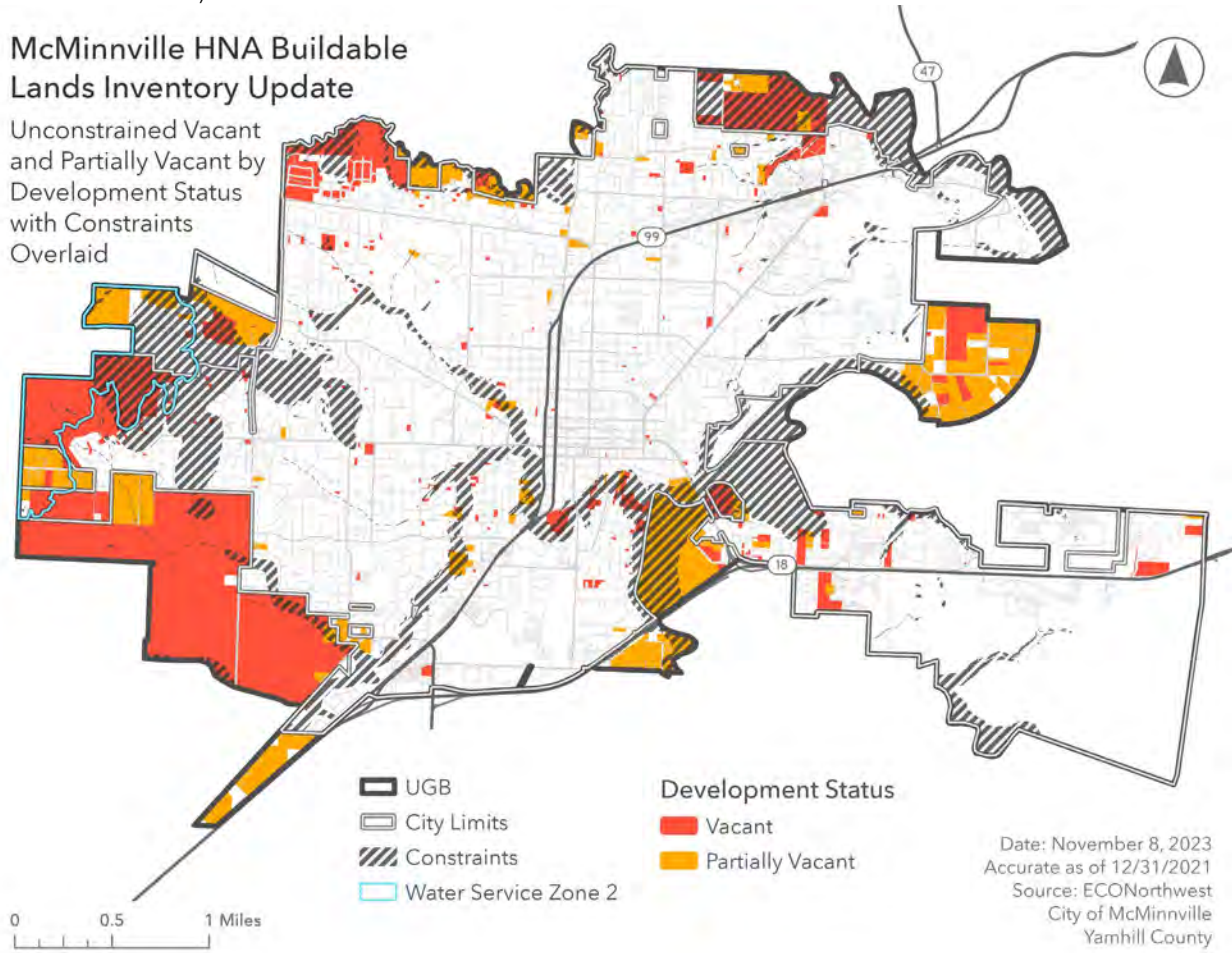 McMinnville HNA Buildable
Lands Inventory Update
Unconstrained Vacant
and Partially Vacant by
Development Status
with Constraints
Overlaid
47
99
18
UGB
City Limits
Constraints
Water Service Zone 2
Development Status
Vacant
Partially Vacant
Date: November 8, 2023
Accurate as of 12/31/2021
Source: ECONorthwest
City of McMinnville
Yamhill County
0 0.5 1 Miles